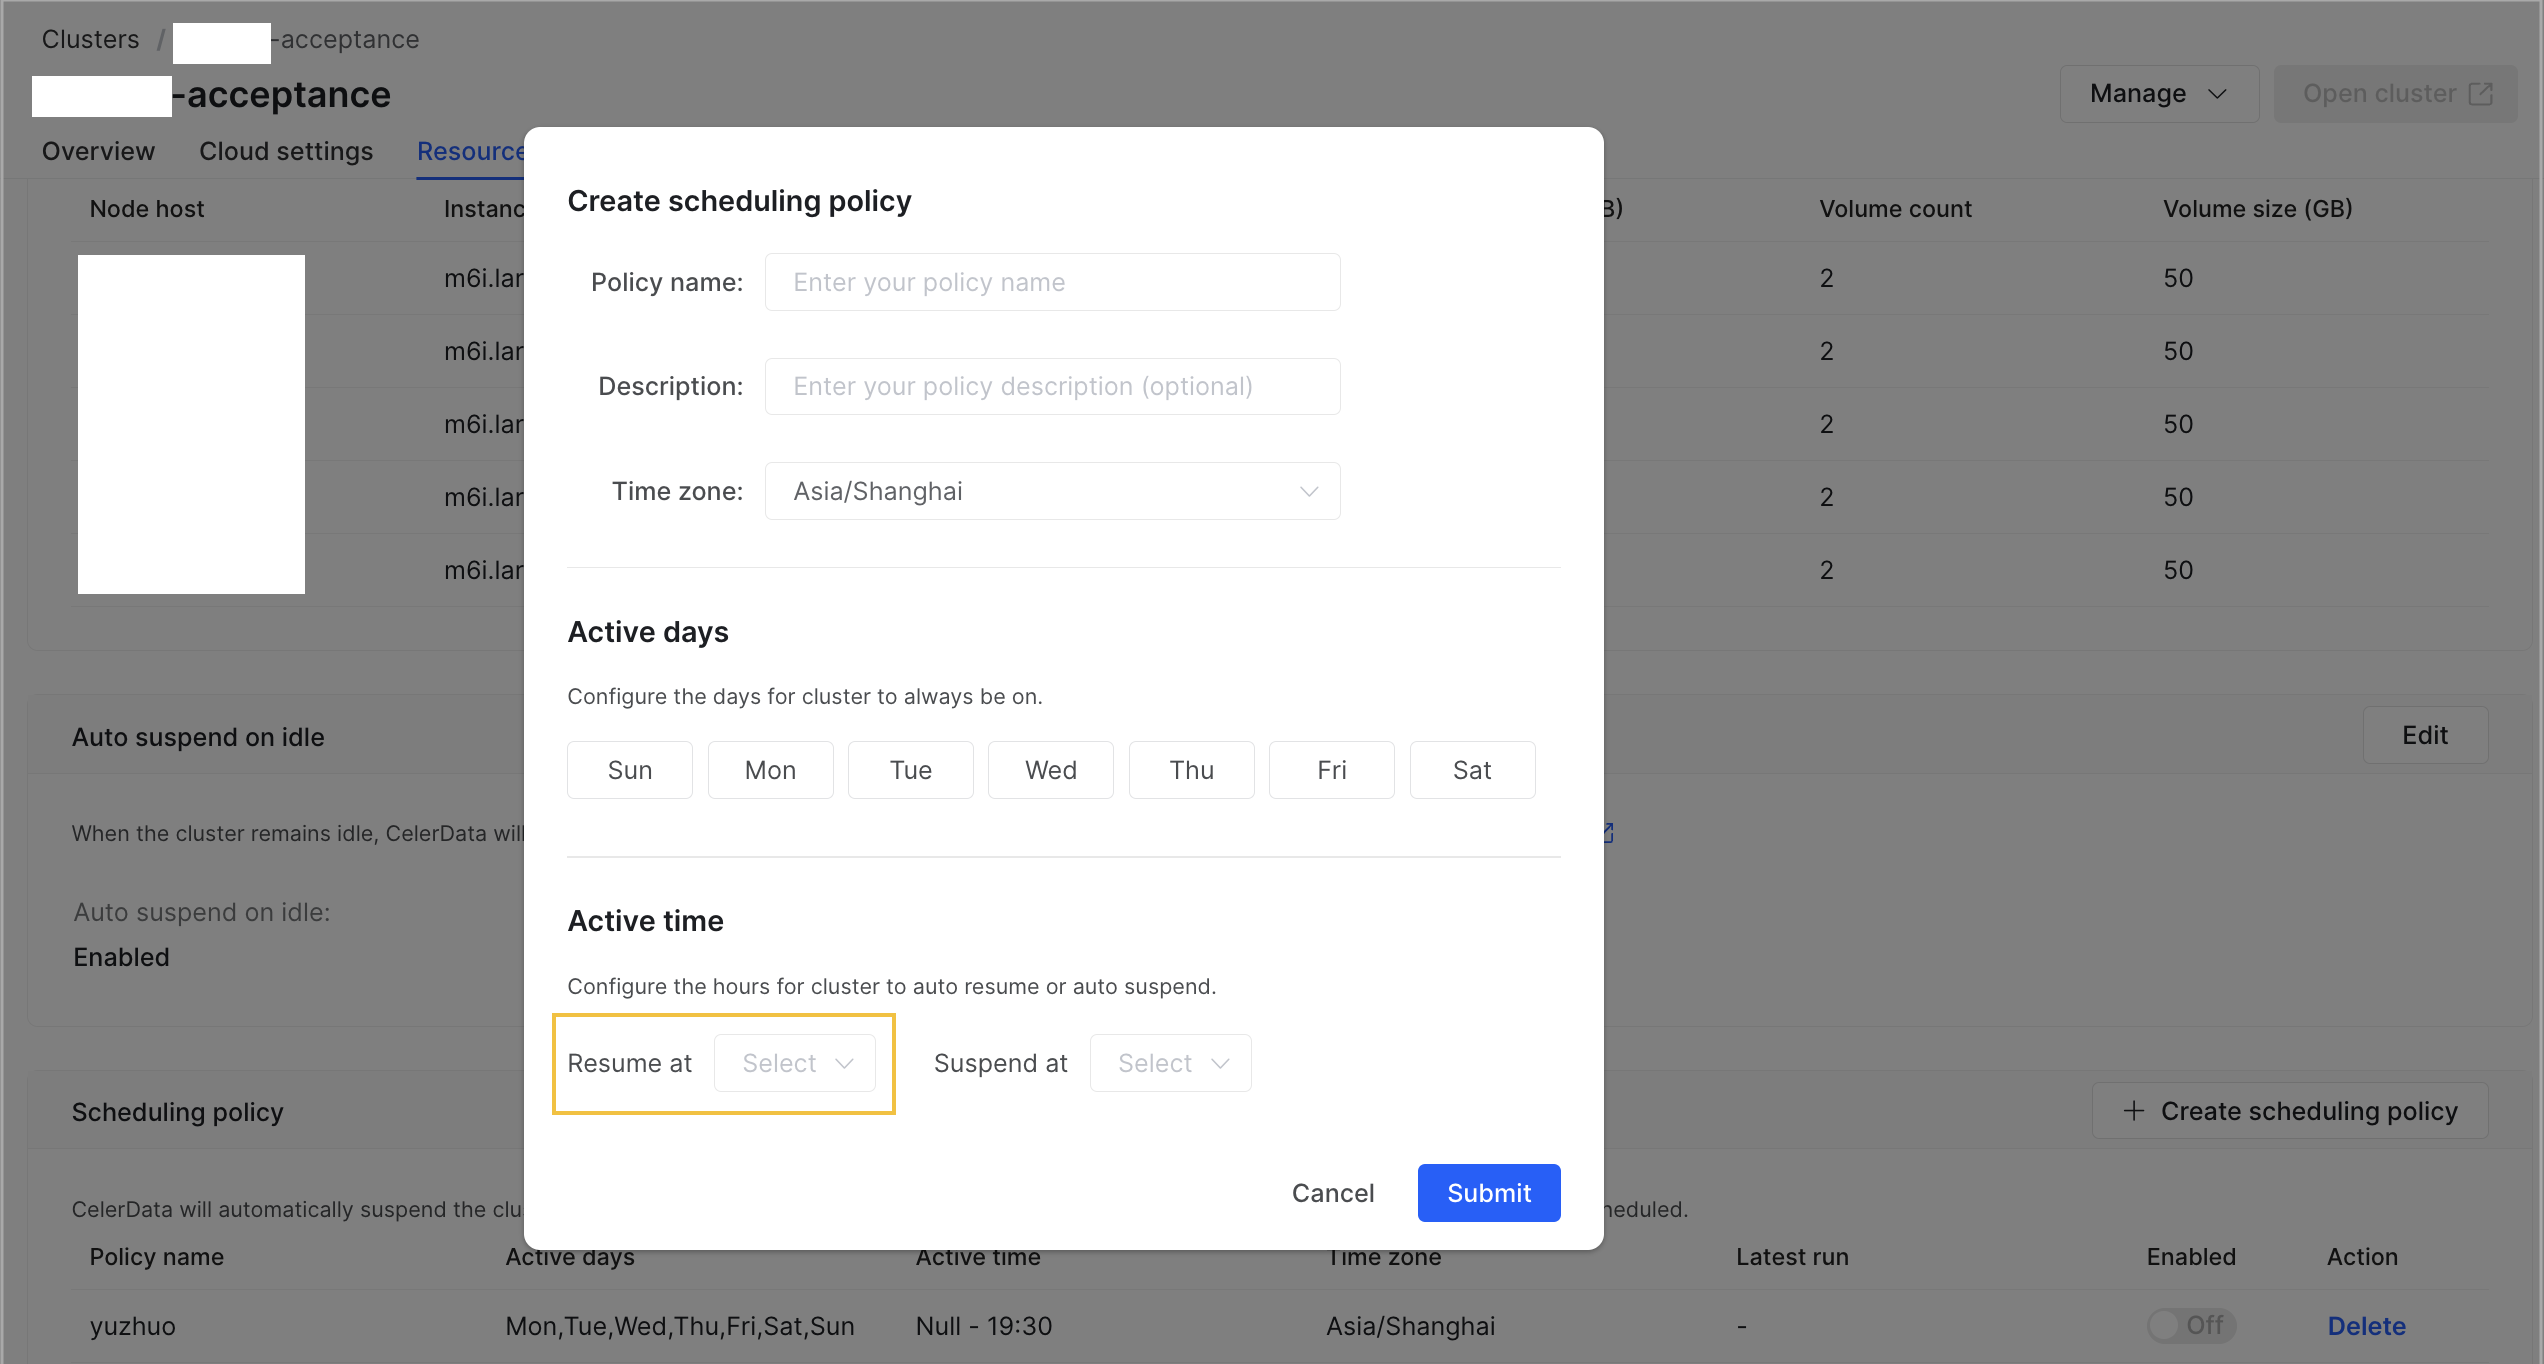 Clusters / -acceptance
-acceptance
Manage
Open cluster
Overview Cloud settings Resource
Node host Volume count Volume size (GB)
m6i.lar 2 50
m6i.lar 2 50
m6i.lar 2 50
m6i.lar 2 50
m6i.lar 2 50
Create scheduling policy
Policy name: Enter your policy name
Description: Enter your policy description (optional)
Time zone: Asia/Shanghai
Active days
Configure the days for cluster to always be on.
Sun Mon Tue Wed Thu Fri Sat
Active time
Configure the hours for cluster to auto resume or auto suspend.
Resume at Select Suspend at Select
Cancel Submit
Auto suspend on idle
Edit
When the cluster remains idle, CelerData will
Auto suspend on idle:
Enabled
Scheduling policy
+ Create scheduling policy
CelerData will automatically suspend the clu heduled.
Policy name Active days Active time Time zone Latest run Enabled Action
yuzhuo Mon,Tue,Wed,Thu,Fri,Sat,Sun Null - 19:30 Asia/Shanghai - Off Delete